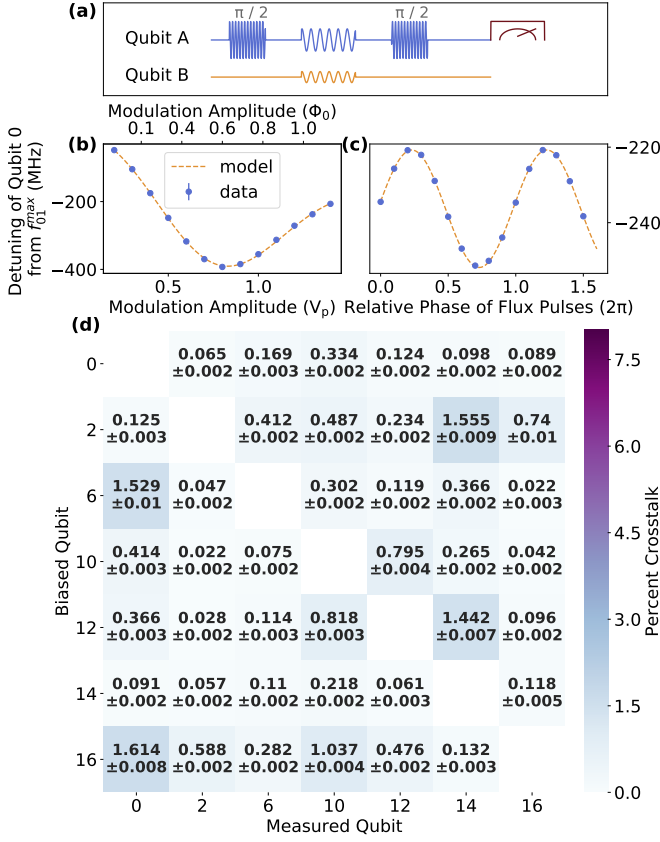 (a)
π / 2
π / 2
Qubit A
Qubit B
Modulation Amplitude (Φ0)
0.1 0.4 0.7 1.0
(b)
model
data
Detuning of Qubit 0
from f01^max (MHz)
−200
−400
0.5 1.0
Modulation Amplitude (Vp)
(c)
−220
−240
0.0 0.5 1.0 1.5
Relative Phase of Flux Pulses (2π)
(d)
0 0.065 0.169 0.334 0.124 0.098 0.089
±0.002 ±0.003 ±0.002 ±0.002 ±0.002 ±0.002
2 0.125 0.412 0.487 0.234 1.555 0.74
±0.003 ±0.002 ±0.002 ±0.002 ±0.009 ±0.01
6 1.529 0.047 0.302 0.119 0.366 0.022
±0.01 ±0.002 ±0.002 ±0.002 ±0.002 ±0.003
10 0.414 0.022 0.075 0.795 0.265 0.042
±0.003 ±0.002 ±0.002 ±0.004 ±0.002 ±0.002
12 0.366 0.028 0.114 0.818 1.442 0.096
±0.003 ±0.002 ±0.003 ±0.003 ±0.007 ±0.002
14 0.091 0.057 0.11 0.218 0.061 0.118
±0.002 ±0.002 ±0.002 ±0.002 ±0.003 ±0.005
16 1.614 0.588 0.282 1.037 0.476 0.132
±0.008 ±0.002 ±0.002 ±0.004 ±0.002 ±0.003
0 2 6 10 12 14 16
Measured Qubit
Biased Qubit
7.5
6.0
4.5
3.0
1.5
0.0
Percent Crosstalk